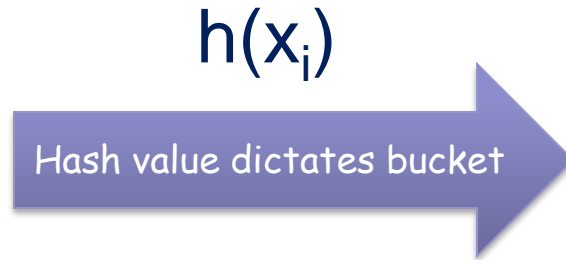 h(xᵢ)
Hash value dictates bucket